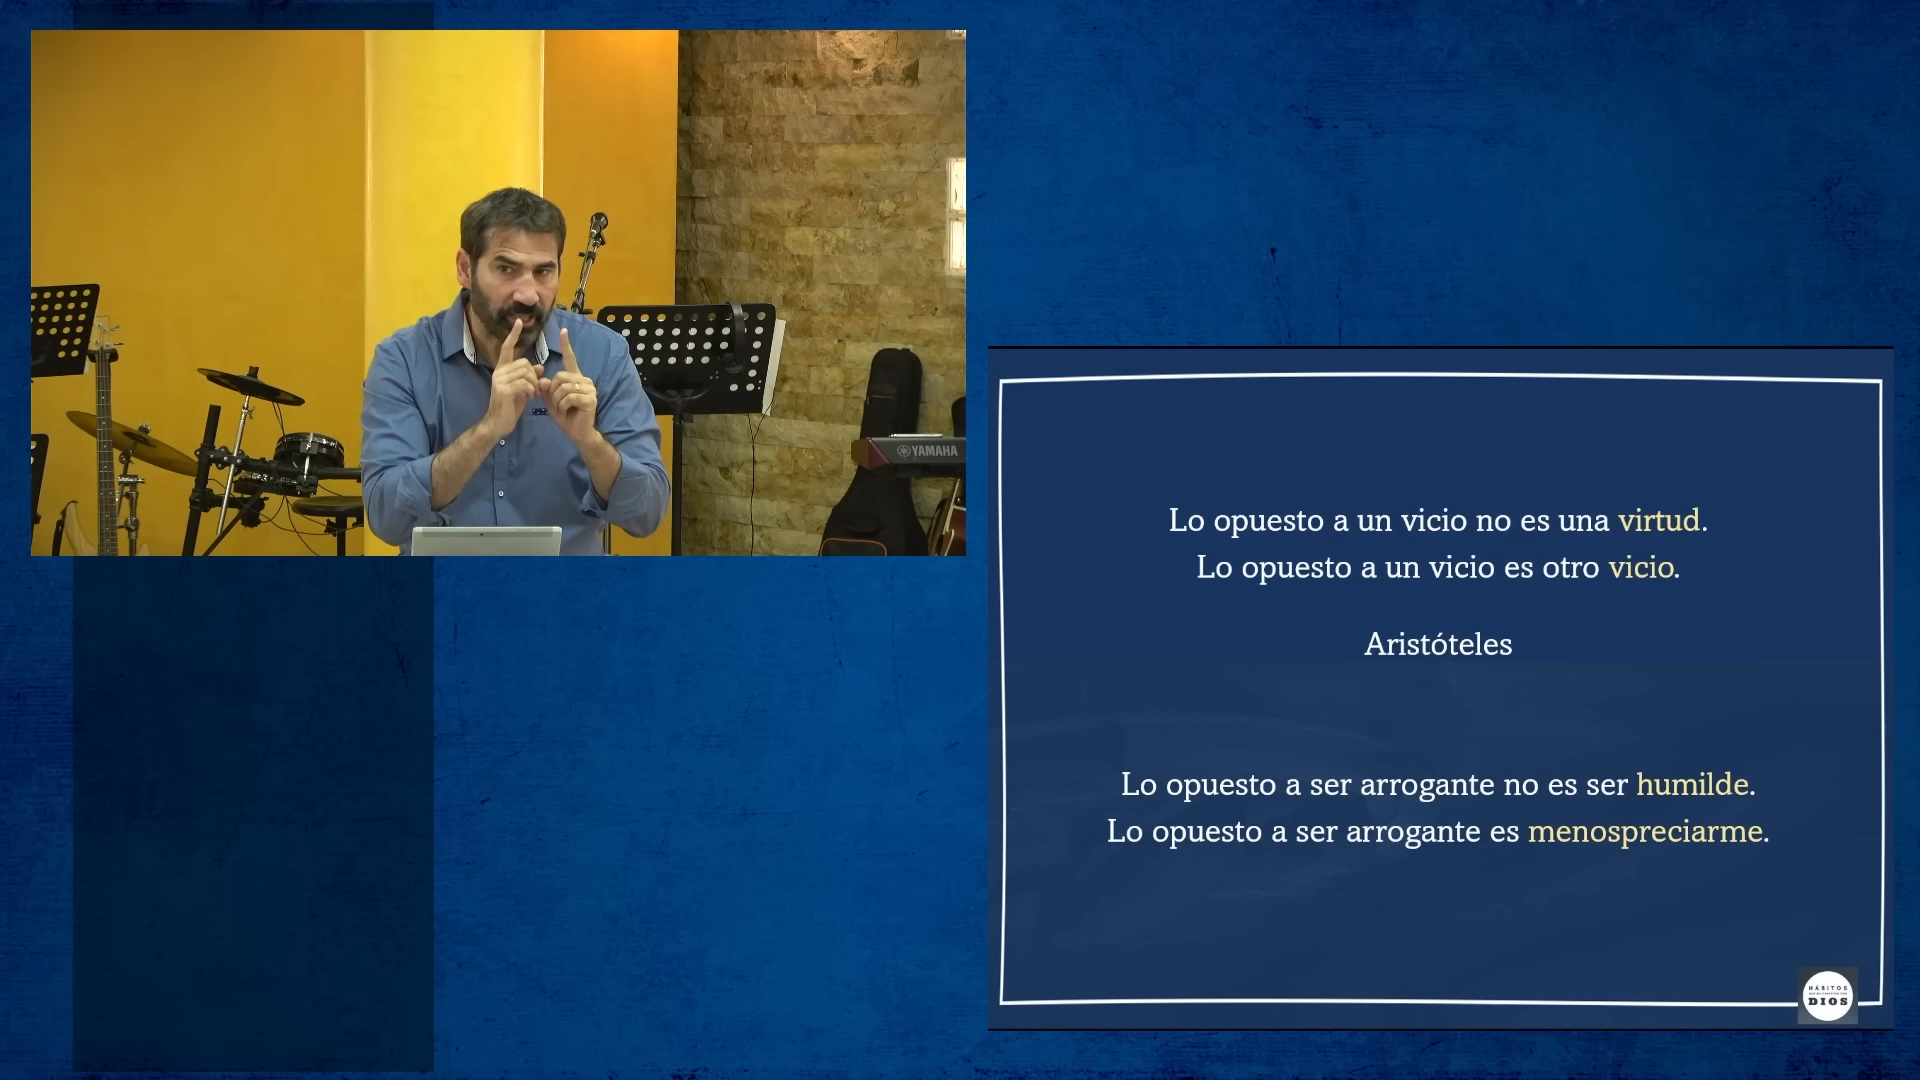 YAMAHA
Lo opuesto a un vicio no es una virtud.
Lo opuesto a un vicio es otro vicio.
Aristóteles
Lo opuesto a ser arrogante no es ser humilde.
Lo opuesto a ser arrogante es menospreciarme.
HÁBITOS
DIOS